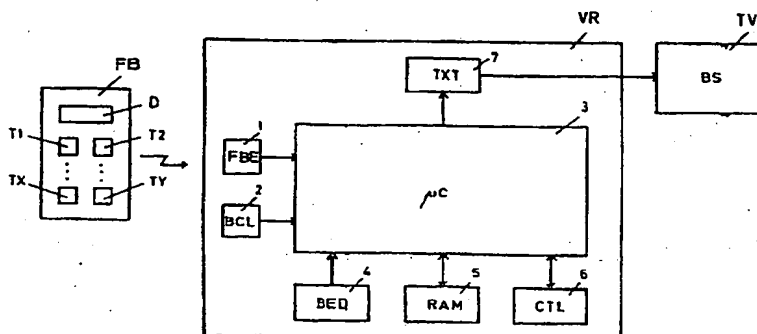 VR
TV
7
FB
TXT
BS
D
3
T1
T2
1
FBE
TX
TY
2
µC
BCL
4
5
6
BEQ
RAM
CTL